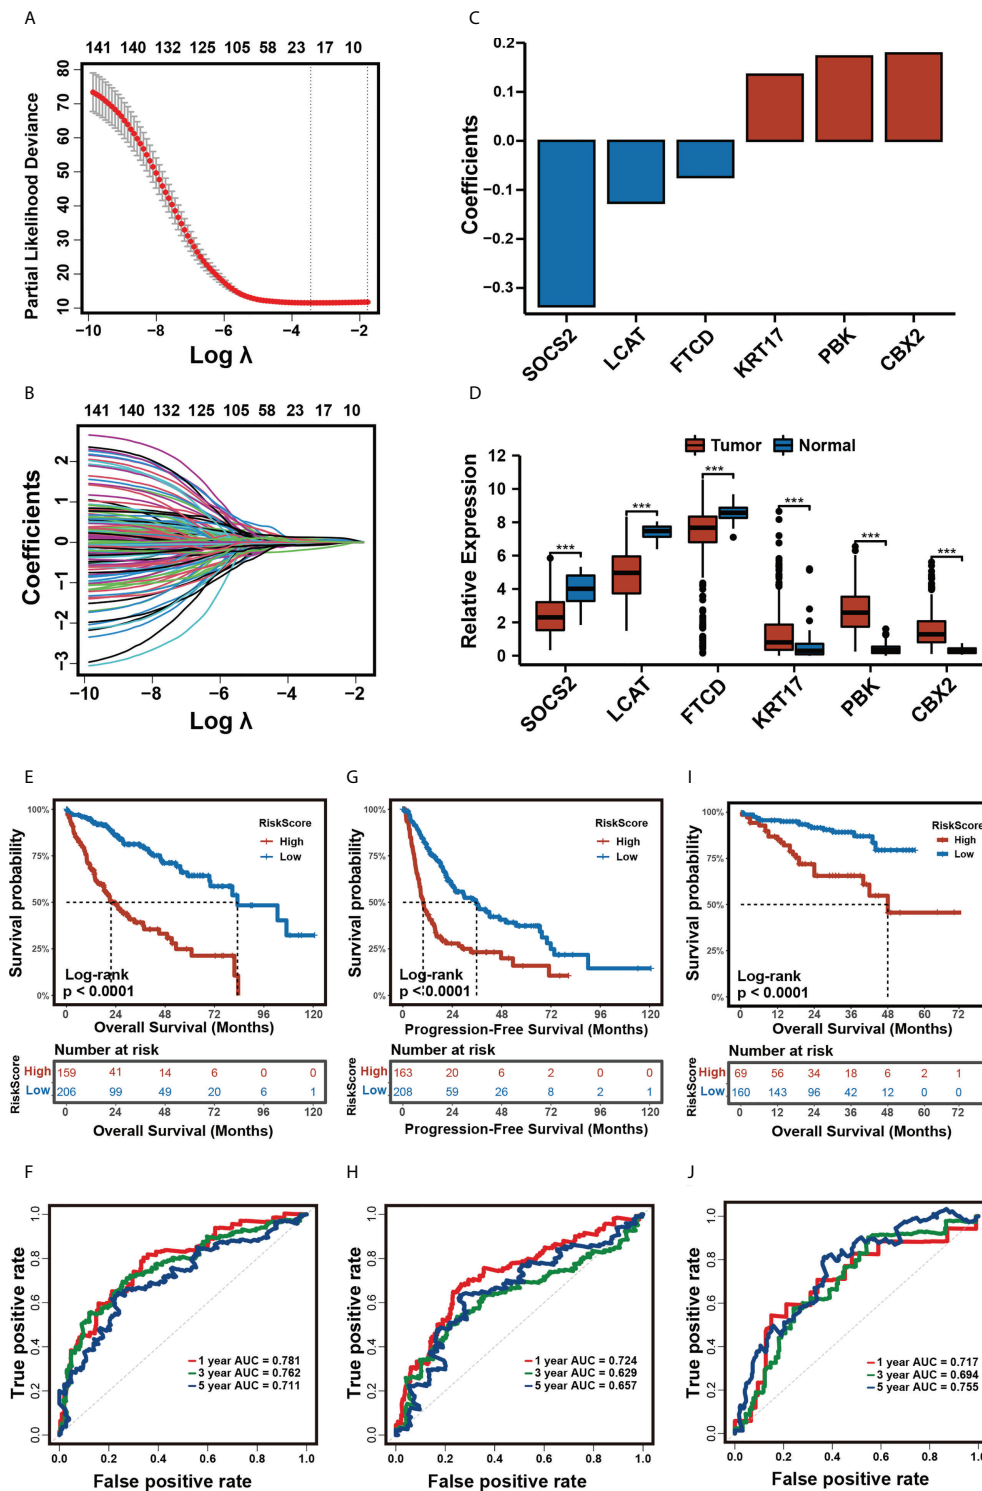 A
141 140 132 125 105 58 23 17 10
Partial Likelihood Deviance
80
70
60
50
40
30
20
10
−10 −8 −6 −4 −2
Log λ
B
141 140 132 125 105 58 23 17 10
Coefficients
2
1
0
−1
−2
−3
−10 −8 −6 −4 −2
Log λ
C
Coefficients
0.2
0.1
0.0
−0.1
−0.2
−0.3
SOCS2 LCAT FTCD KRT17 PBK CBX2
D
Tumor Normal
Relative Expression
12
10
8
6
4
2
0
*** *** *** *** *** ***
SOCS2 LCAT FTCD KRT17 PBK CBX2
E
Survival probability
100%
75%
50%
25%
0%
RiskScore
High
Low
Log-rank
p < 0.0001
0 24 48 72 96 120
Overall Survival (Months)
Number at risk
RiskScore
High 159 41 14 6 0 0
Low 206 99 49 20 6 1
0 24 48 72 96 120
Overall Survival (Months)
G
Survival probability
100%
75%
50%
25%
0%
RiskScore
High
Low
Log-rank
p < 0.0001
0 24 48 72 96 120
Progression-Free Survival (Months)
Number at risk
RiskScore
High 163 20 6 2 0 0
Low 208 59 26 8 2 1
0 24 48 72 96 120
Progression-Free Survival (Months)
I
Survival probability
100%
75%
50%
25%
0%
RiskScore
High
Low
Log-rank
p < 0.0001
0 12 24 36 48 60 72
Overall Survival (Months)
Number at risk
RiskScore
High 69 56 34 18 6 2 1
Low 160 143 96 42 12 0 0
0 12 24 36 48 60 72
Overall Survival (Months)
F
True positive rate
1.0
0.8
0.6
0.4
0.2
0.0
1 year AUC = 0.781
3 year AUC = 0.762
5 year AUC = 0.711
0.0 0.2 0.4 0.6 0.8 1.0
False positive rate
H
True positive rate
1.0
0.8
0.6
0.4
0.2
0.0
1 year AUC = 0.724
3 year AUC = 0.629
5 year AUC = 0.657
0.0 0.2 0.4 0.6 0.8 1.0
False positive rate
J
True positive rate
1.0
0.8
0.6
0.4
0.2
0.0
1 year AUC = 0.717
3 year AUC = 0.694
5 year AUC = 0.755
0.0 0.2 0.4 0.6 0.8 1.0
False positive rate